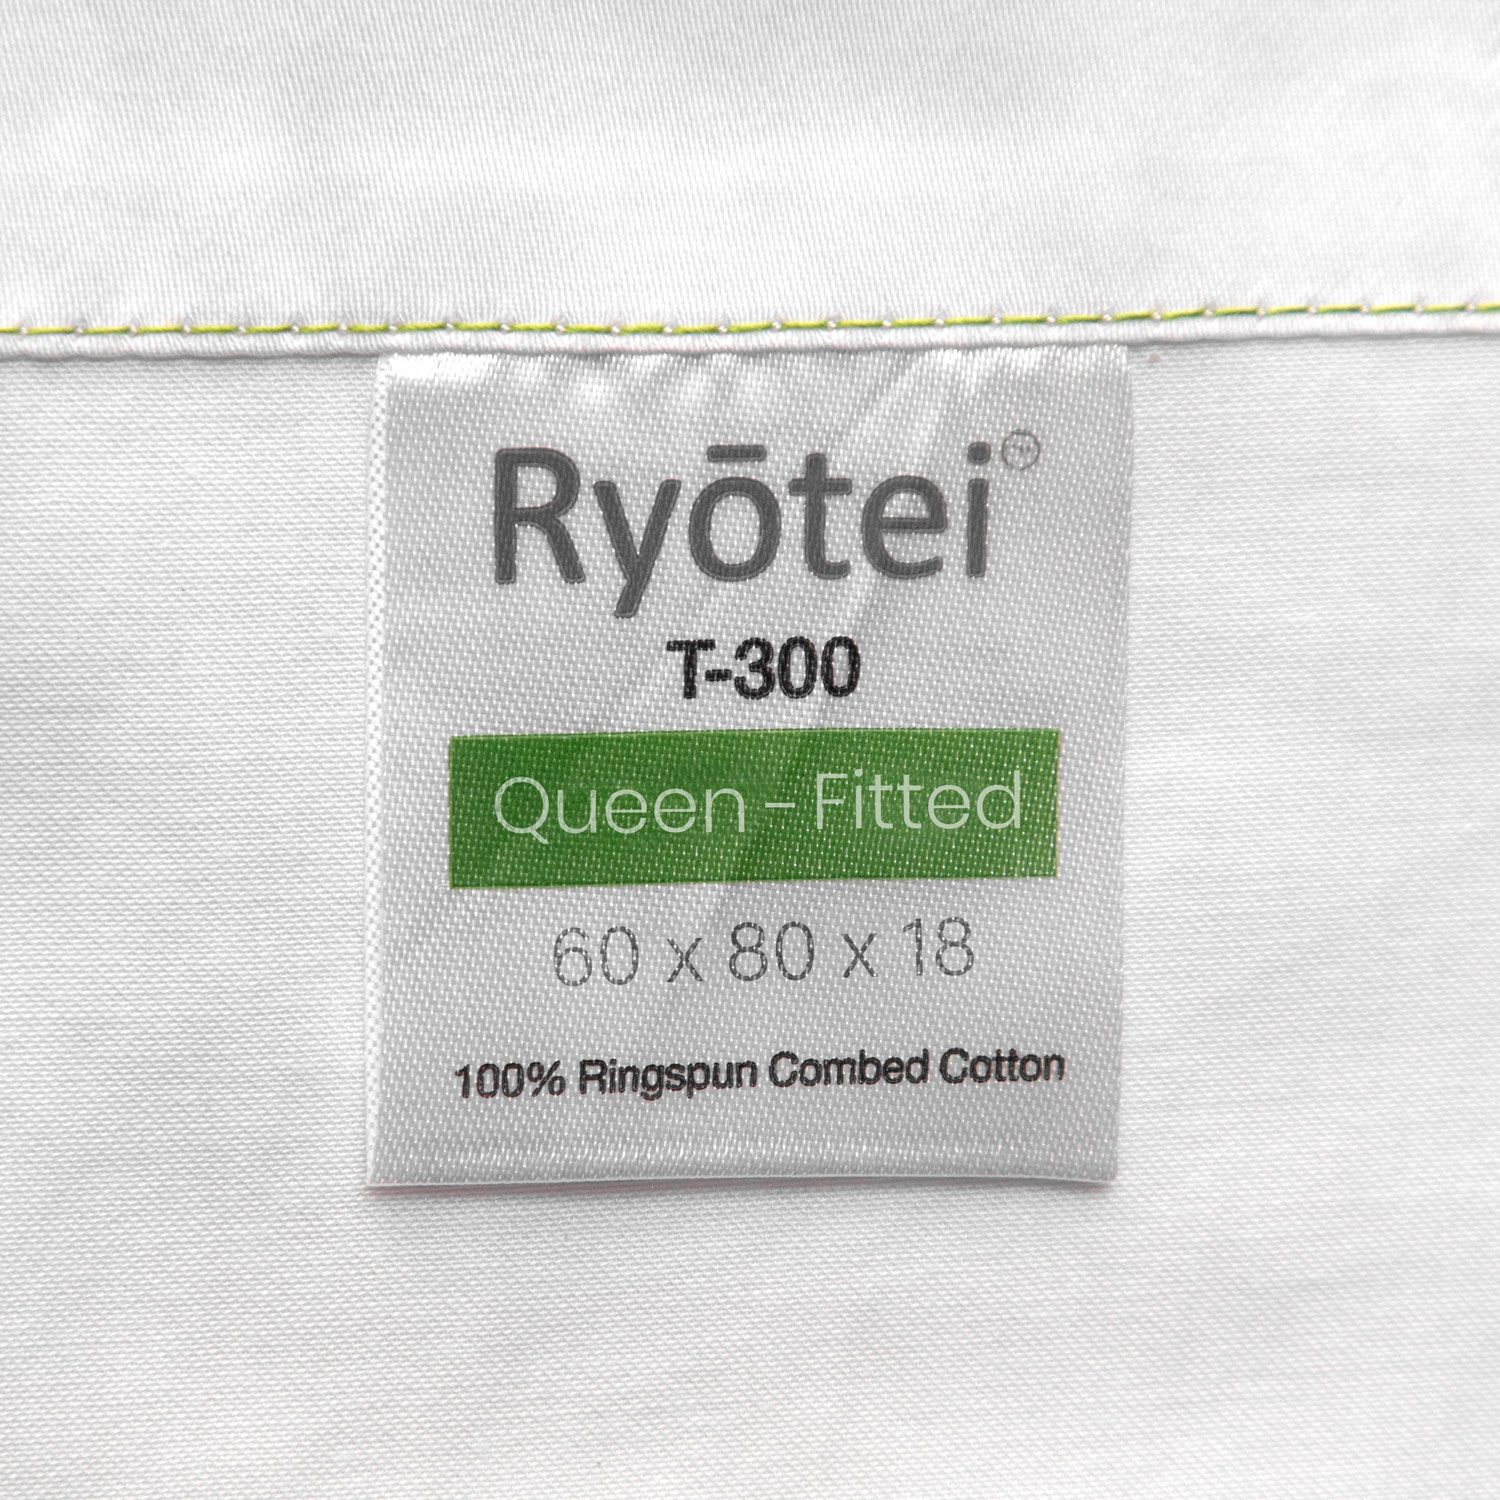 Ryōtei
T-300
Queen - Fitted
60 x 80 x 18
100% Ringspun Combed Cotton